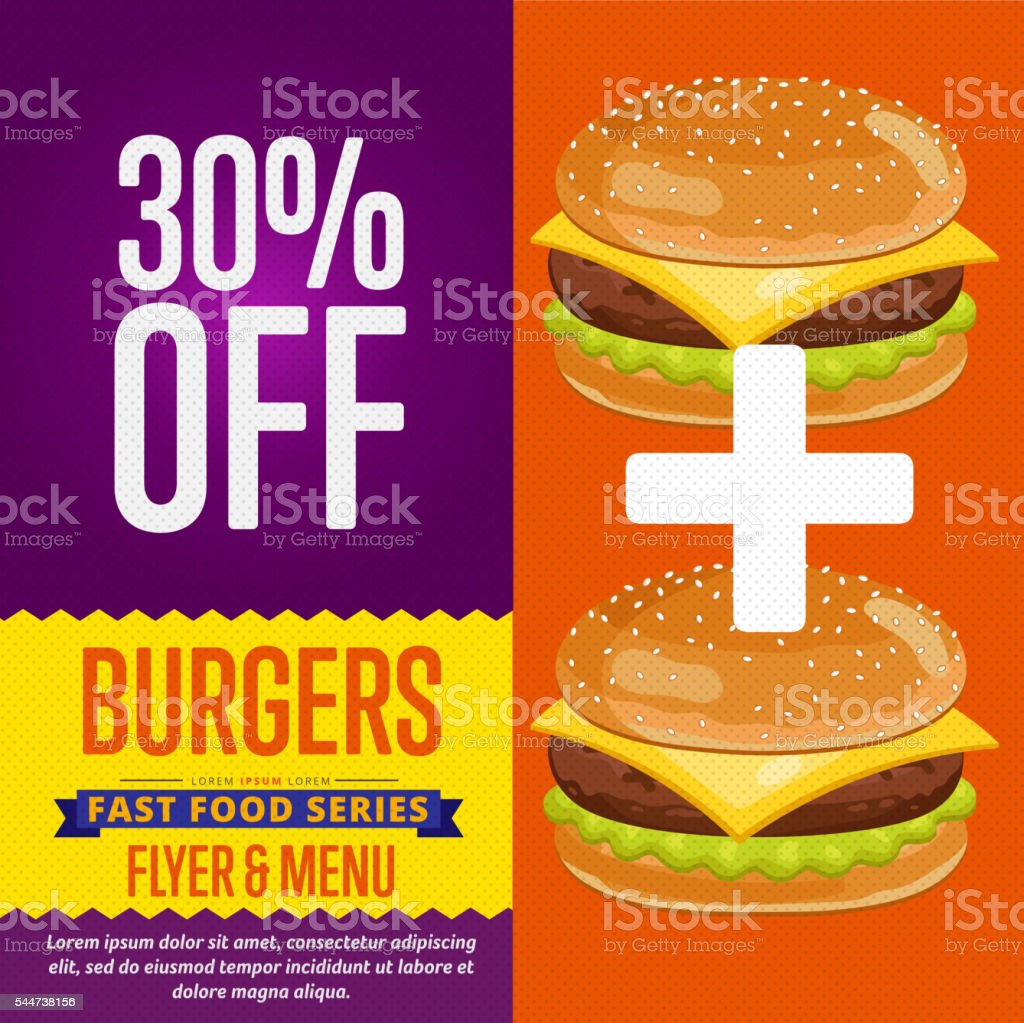 30%
OFF
BURGERS
LOREM IPSUM LOREM
FAST FOOD SERIES
FLYER & MENU
Lorem ipsum dolor sit amet, consectetur adipiscing
elit, sed do eiusmod tempor incididunt ut labore et
dolore magna aliqua.
iStock
by Getty Images™
544738156